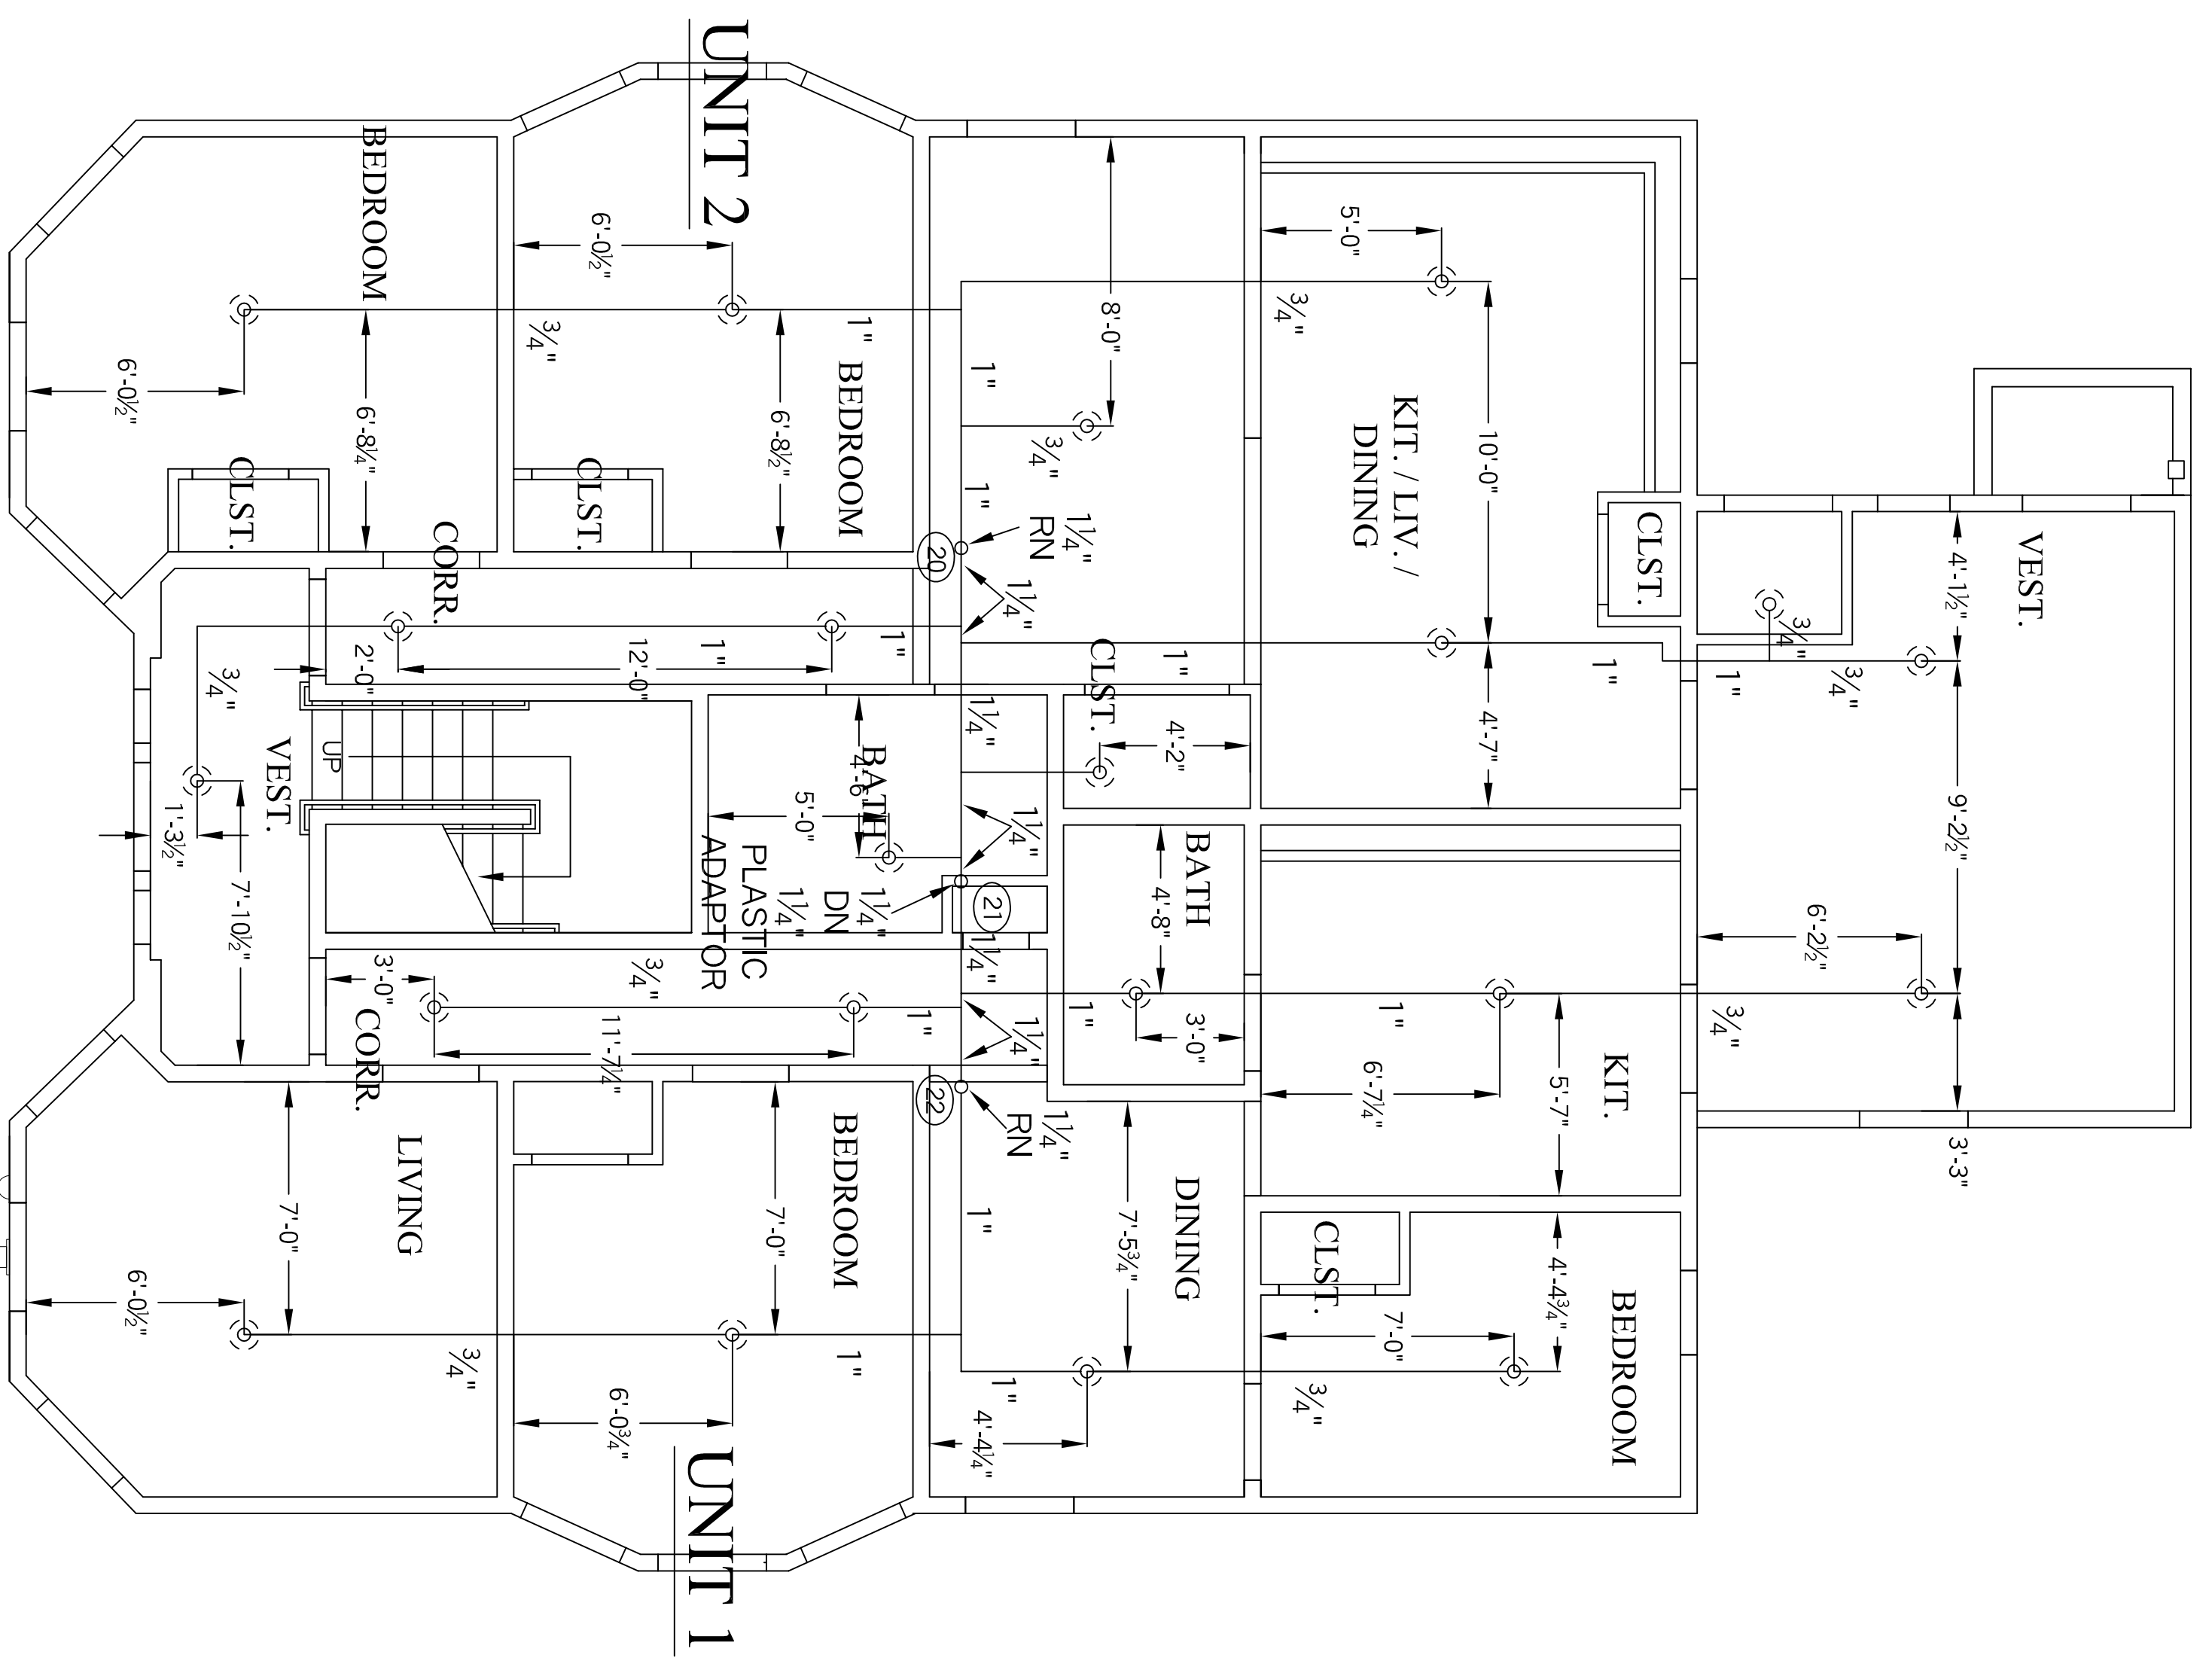 UNIT 2
BEDROOM
6'-0½"
6'-8¼"
CLST.
CORR.
6'-0½"
¾"
1"
BEDROOM
6'-8½"
CLST.
8'-0"
1"
¾"
1"
1¼"
RN
20
1¼"
5'-0"
¾"
KIT. / LIV. /
DINING
10'-0"
CLST.
4'-7"
1"
1"
VEST.
4'-1½"
¾"
1"
¾"
9'-2½"
6'-2½"
3'-3"
¾"
2'-0"
12'-0"
1"
1"
¾"
UP
VEST.
1'-3½"
7'-10½"
CLST.
4'-2"
1¼"
BATH
4'-6"
5'-0"
1¼"
PLASTIC
ADAPTOR
1¼"
1¼"
DN
21
1¼"
BATH
4'-8"
3'-0"
1"
1"
6'-7¼"
5'-7"
KIT.
3'-0"
CORR.
¾"
11'-7¼"
1"
1¼"
22
1¼"
RN
LIVING
7'-0"
6'-0½"
¾"
BEDROOM
7'-0"
1"
6'-0¾"
1"
DINING
7'-5¾"
1"
4'-4¼"
CLST.
7'-0"
¾"
4'-4¾"
BEDROOM
UNIT 1